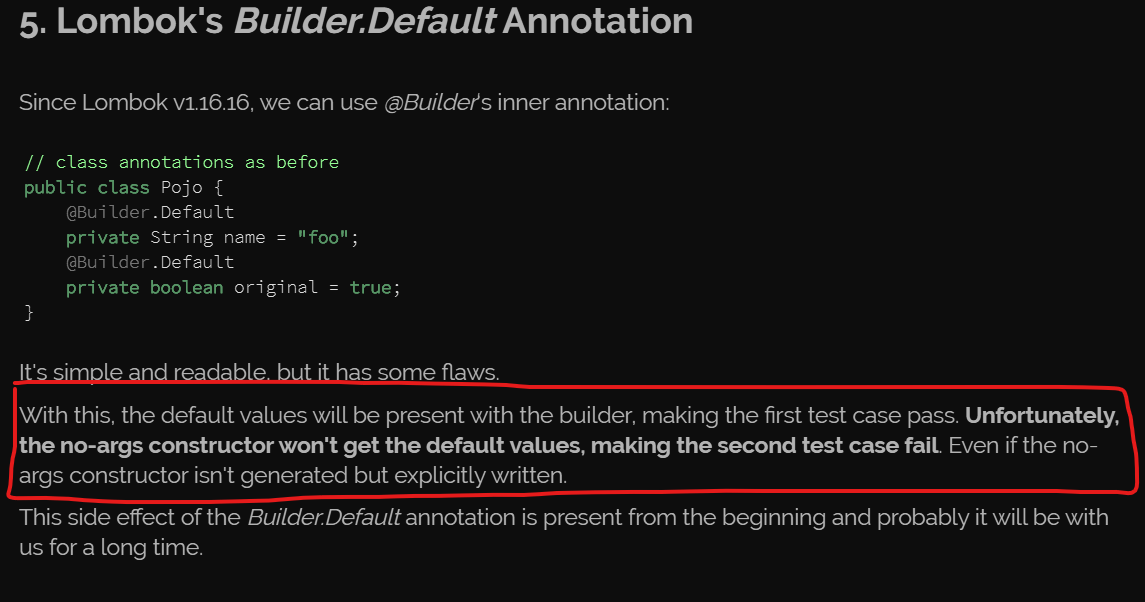 5. Lombok's Builder.Default Annotation
Since Lombok v1.16.16, we can use @Builder's inner annotation:
// class annotations as before
public class Pojo {
    @Builder.Default
    private String name = "foo";
    @Builder.Default
    private boolean original = true;
}
It's simple and readable, but it has some flaws.
With this, the default values will be present with the builder, making the first test case pass. Unfortunately,
the no-args constructor won't get the default values, making the second test case fail. Even if the no-
args constructor isn't generated but explicitly written.
This side effect of the Builder.Default annotation is present from the beginning and probably it will be with
us for a long time.